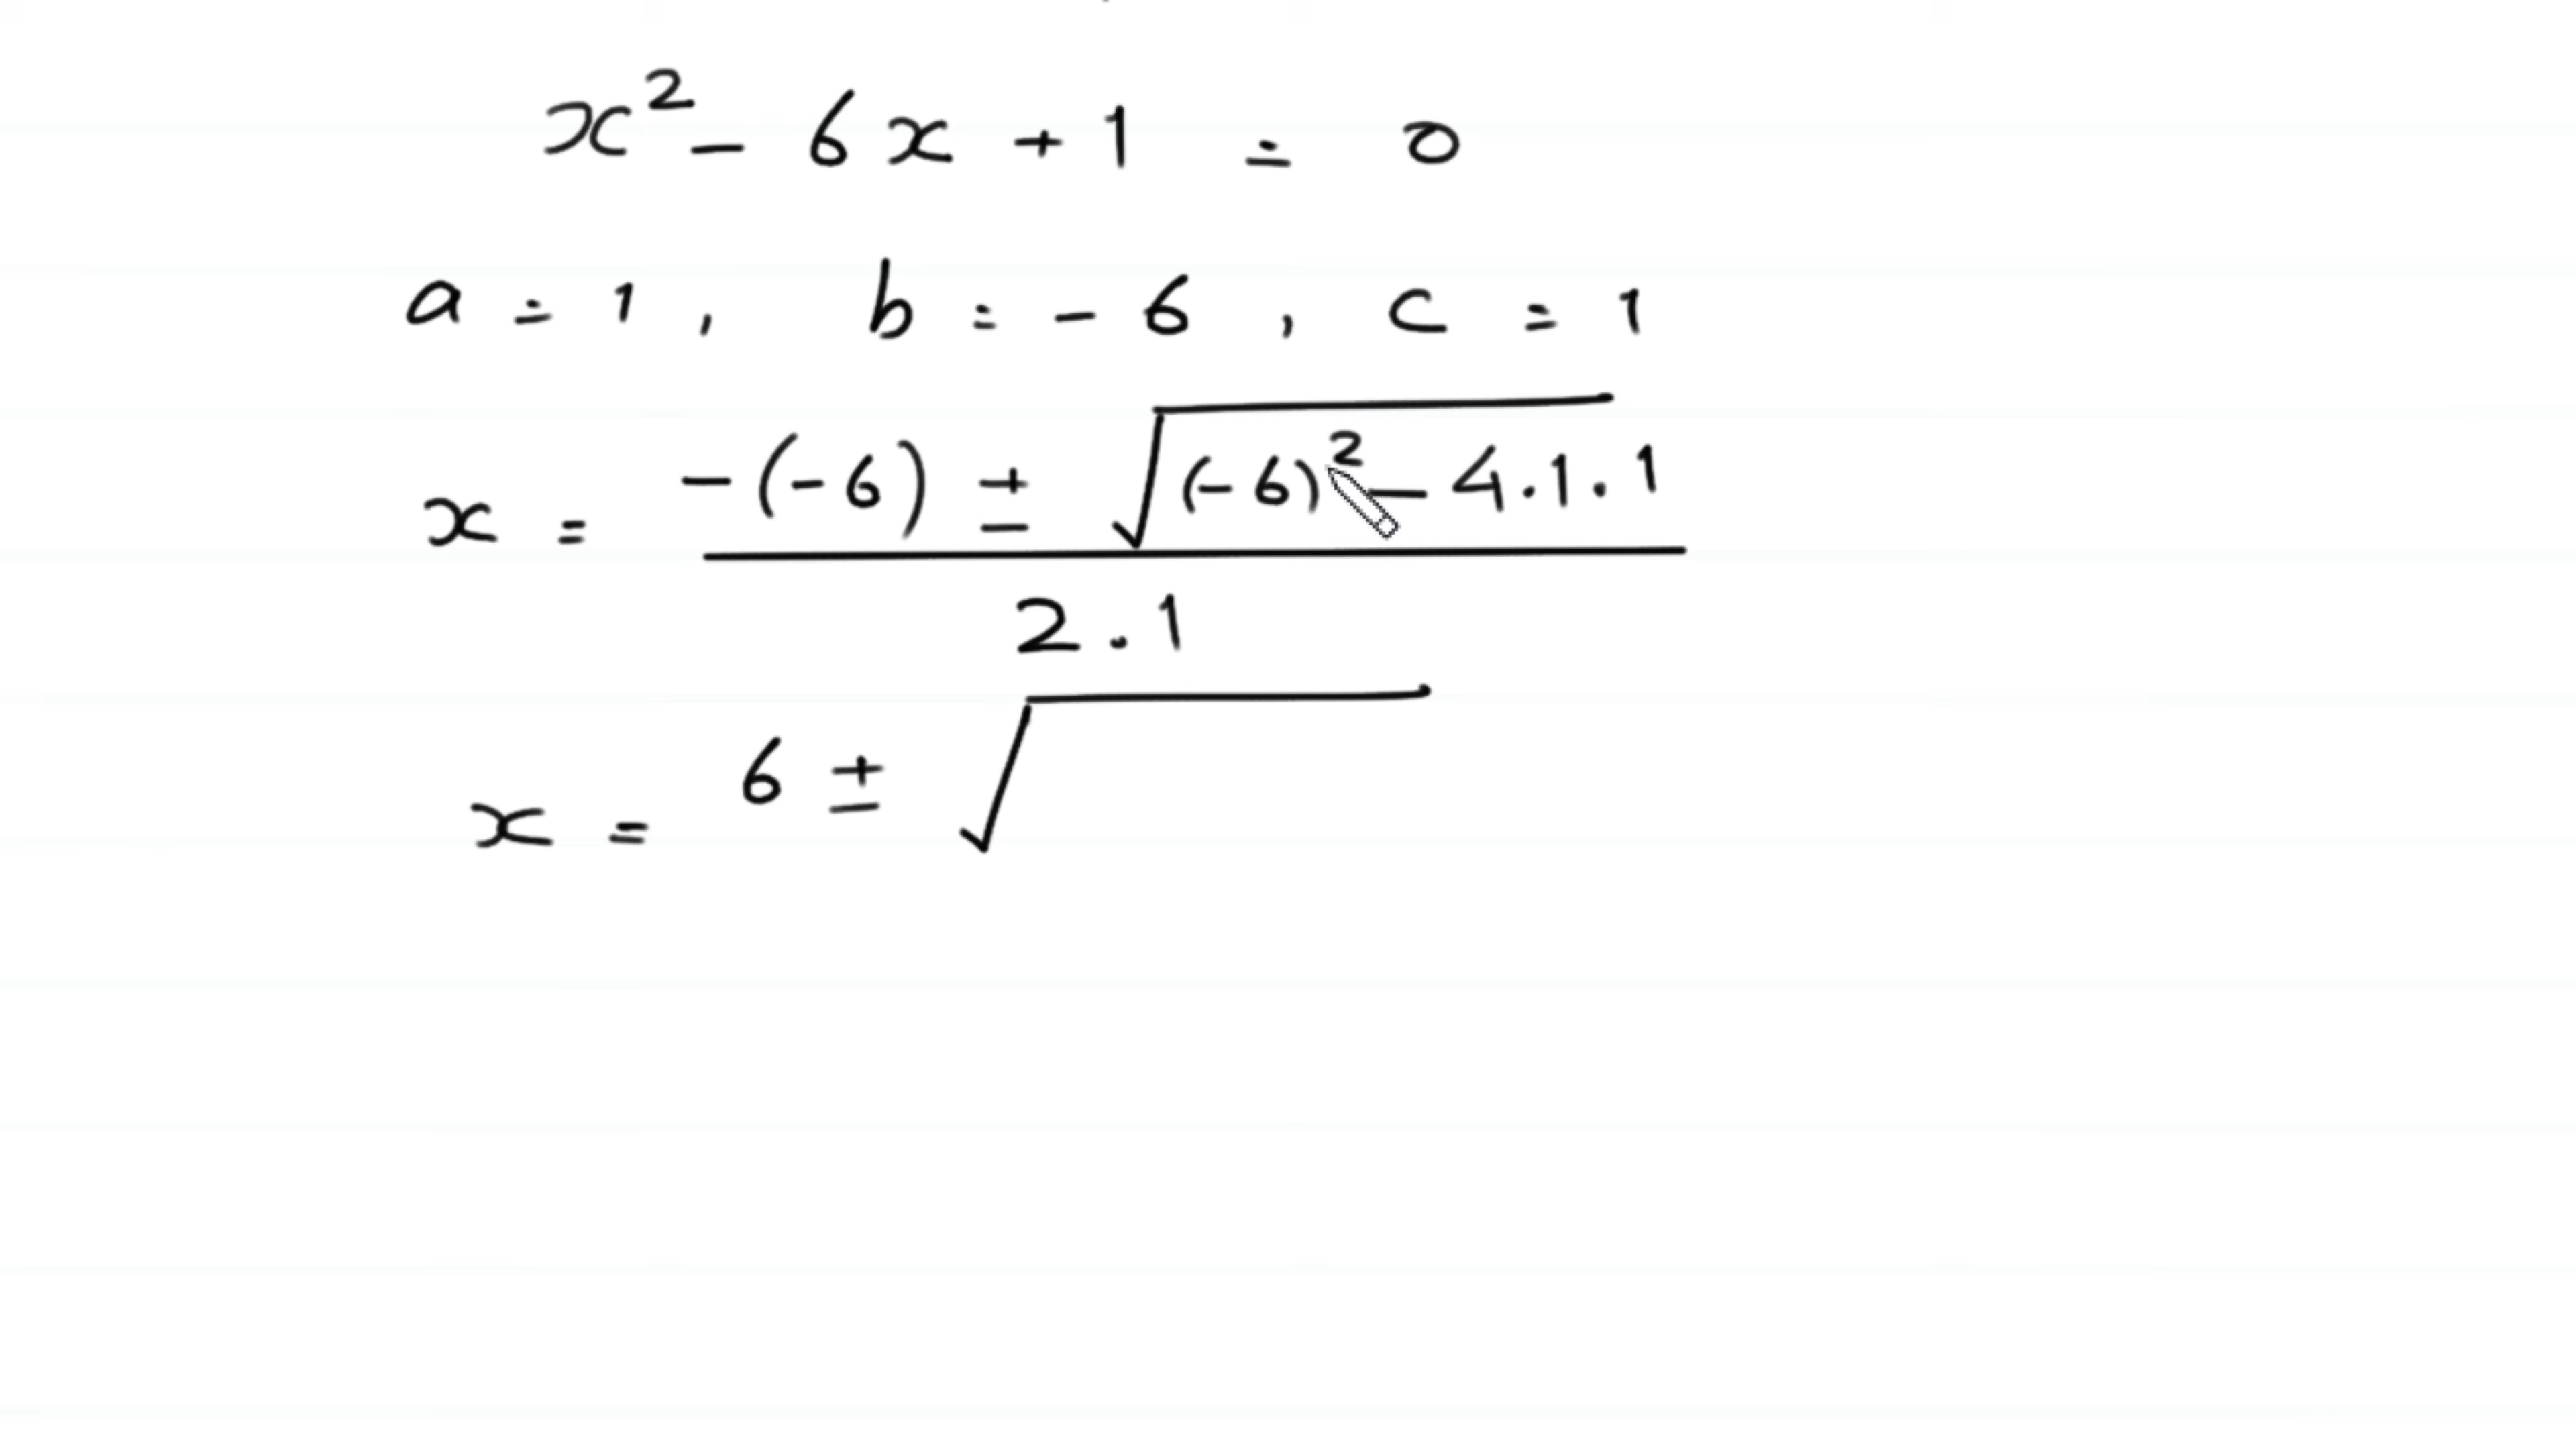 x² - 6x + 1 = 0
a = 1, b = - 6, c = 1
x = (-(-6) ± √((-6)² - 4.1.1)) / (2.1)
x = 6 ± √